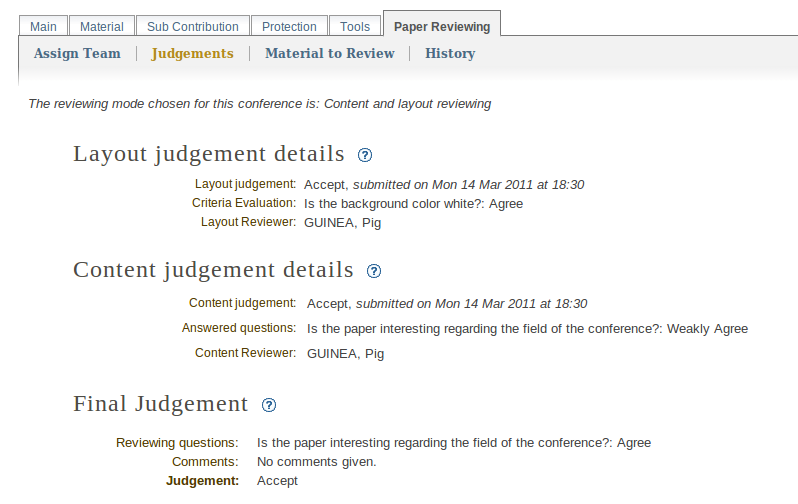 Main Material Sub Contribution Protection Tools Paper Reviewing
Assign Team Judgements Material to Review History
The reviewing mode chosen for this conference is: Content and layout reviewing
Layout judgement details ?
Layout judgement: Accept, submitted on Mon 14 Mar 2011 at 18:30
Criteria Evaluation: Is the background color white?: Agree
Layout Reviewer: GUINEA, Pig
Content judgement details ?
Content judgement: Accept, submitted on Mon 14 Mar 2011 at 18:30
Answered questions: Is the paper interesting regarding the field of the conference?: Weakly Agree
Content Reviewer: GUINEA, Pig
Final Judgement ?
Reviewing questions: Is the paper interesting regarding the field of the conference?: Agree
Comments: No comments given.
Judgement: Accept